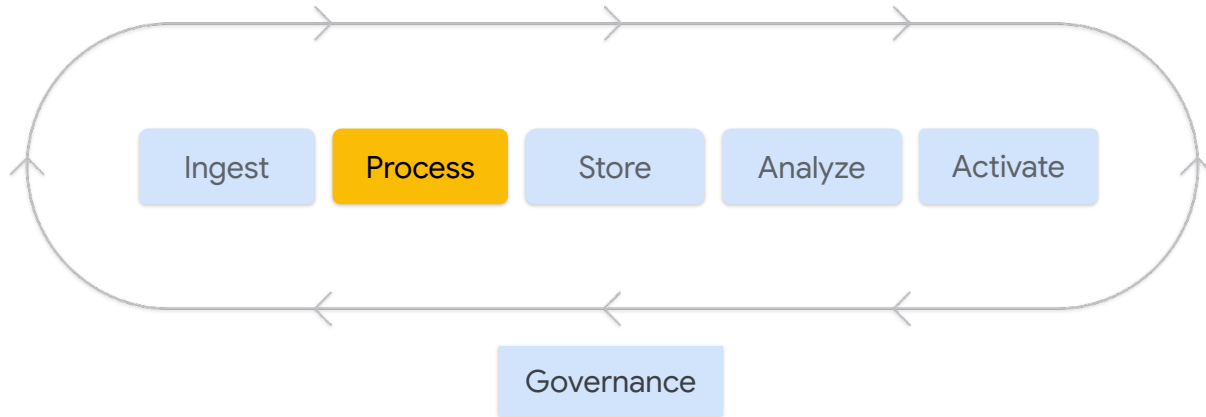 Ingest
Process
Store
Analyze
Activate
Governance